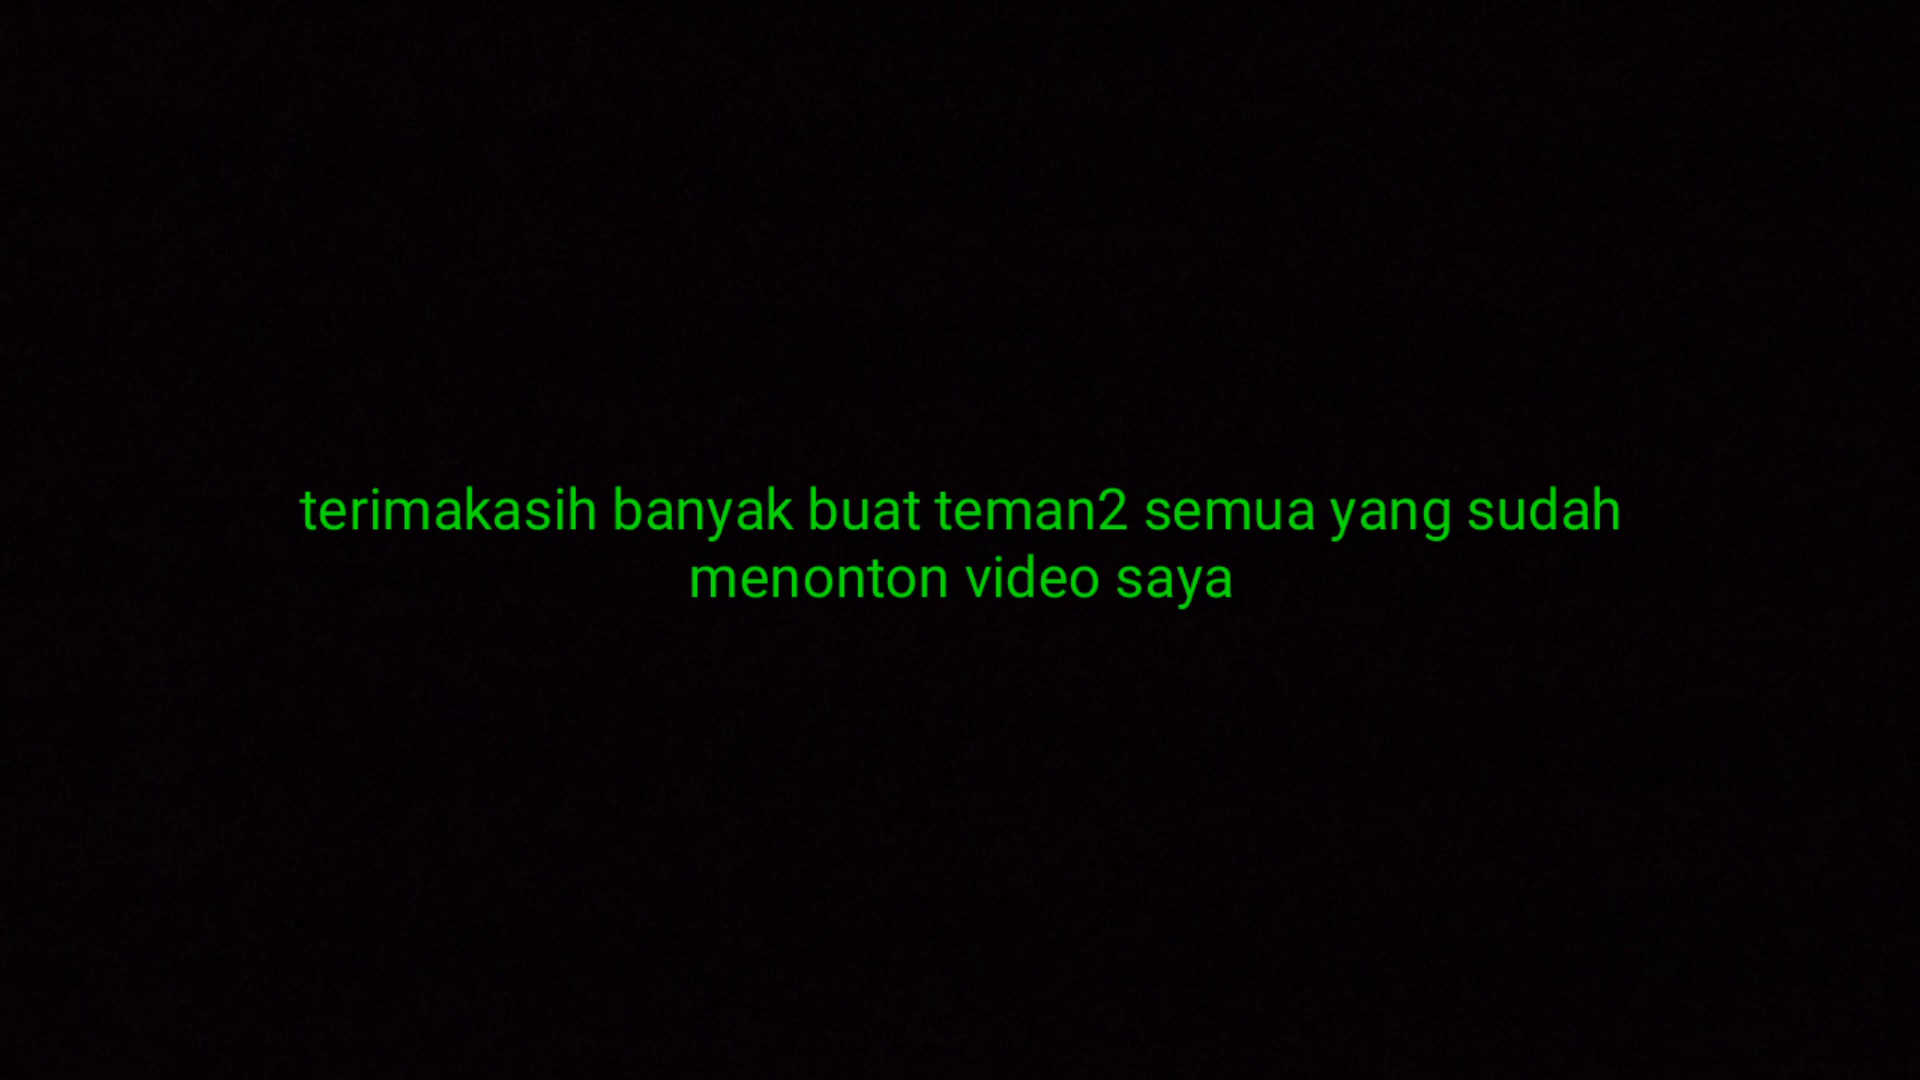 terimakasih banyak buat teman2 semua yang sudah
menonton video saya